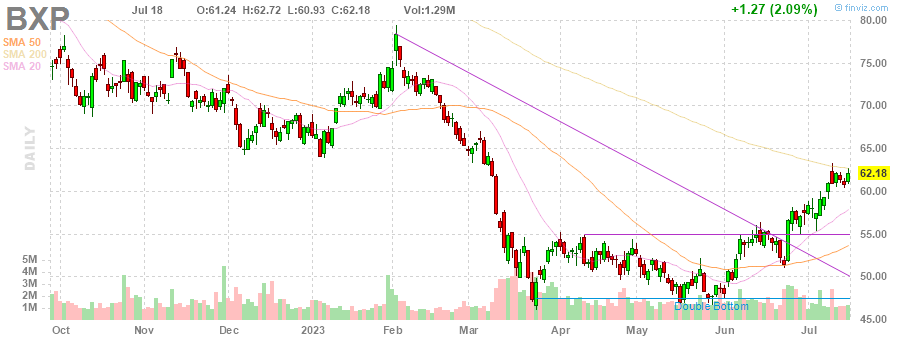 BXP Jul 18 O:61.24 H:62.72 L:60.93 C:62.18 Vol:1.29M +1.27 (2.09%) @ finviz.com
SMA 50
SMA 200
SMA 20
DAILY
80.00
75.00
70.00
65.00
62.18
60.00
55.00
50.00
45.00
5M
4M
3M
2M
1M
Double Bottom
Oct Nov Dec 2023 Feb Mar Apr May Jun Jul